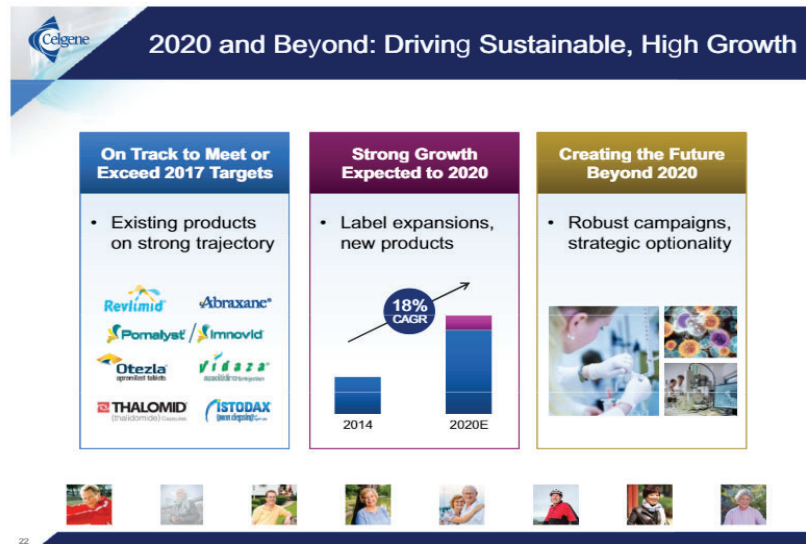 Celgene
2020 and Beyond: Driving Sustainable, High Growth
On Track to Meet or
Exceed 2017 Targets
• Existing products
on strong trajectory
Revlimid
Abraxane®
Pomalyst® / Imnovid®
Otezla®
apremilast tablets
Vidaza®
THALOMID
(thalidomide) Capsules
ISTODAX
Strong Growth
Expected to 2020
• Label expansions,
new products
18%
CAGR
2014
2020E
Creating the Future
Beyond 2020
• Robust campaigns,
strategic optionality
22